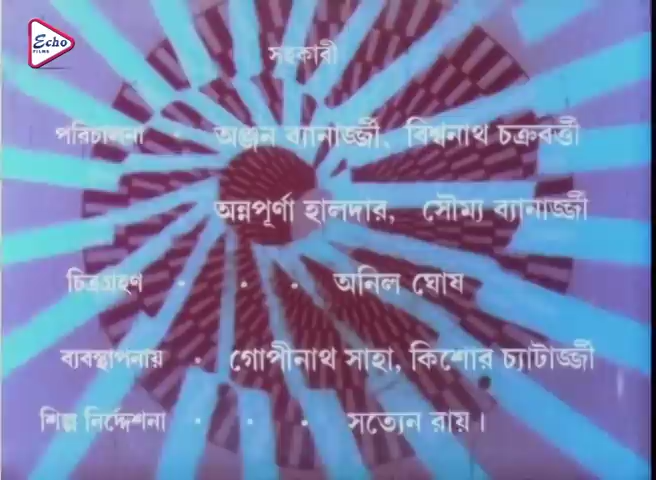 Echo
FILMS
সহকারী
পরিচালনা · অঞ্জন ব্যানার্জ্জী, বিশ্বনাথ চক্রবর্ত্তী
অন্নপূর্ণা হালদার, সৌম্য ব্যানার্জ্জী
চিত্রগ্রহণ · · · অনিল ঘোষ
ব্যবস্থাপনায় · গোপীনাথ সাহা, কিশোর চ্যাটার্জ্জী
শিল্প নির্দ্দেশনা · · · সত্যেন রায়।